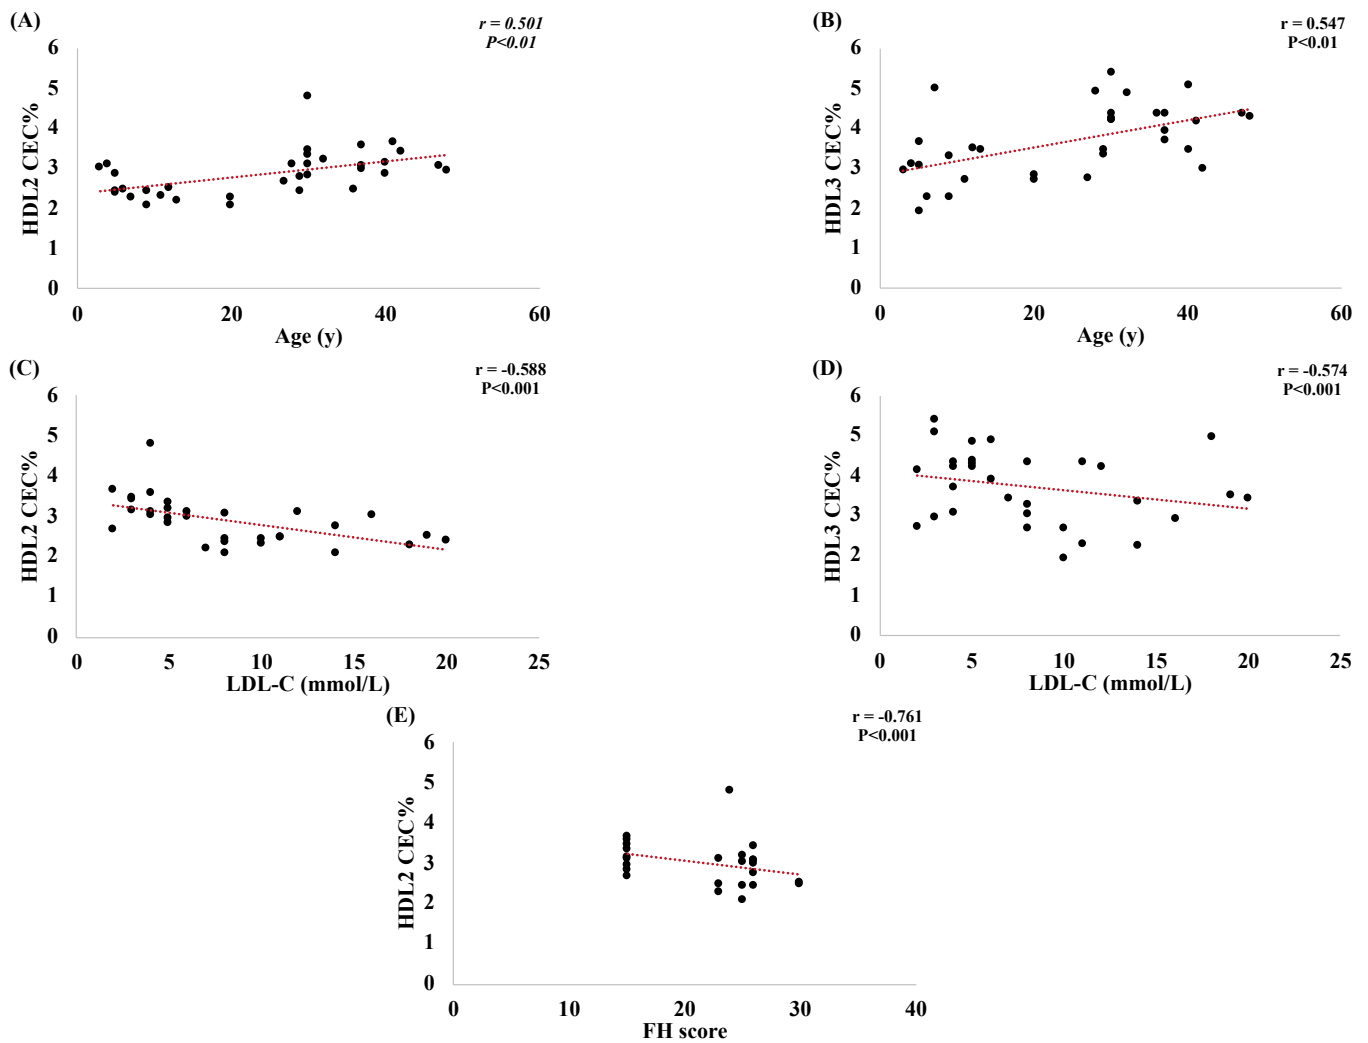 (A)
r = 0.501
P<0.01
HDL2 CEC%
6
5
4
3
2
1
0
0 20 40 60
Age (y)
(B)
r = 0.547
P<0.01
HDL3 CEC%
6
5
4
3
2
1
0
0 20 40 60
Age (y)
(C)
r = -0.588
P<0.001
HDL2 CEC%
6
5
4
3
2
1
0
0 5 10 15 20 25
LDL-C (mmol/L)
(D)
r = -0.574
P<0.001
HDL3 CEC%
6
5
4
3
2
1
0
0 5 10 15 20 25
LDL-C (mmol/L)
(E)
r = -0.761
P<0.001
HDL2 CEC%
6
5
4
3
2
1
0
0 10 20 30 40
FH score